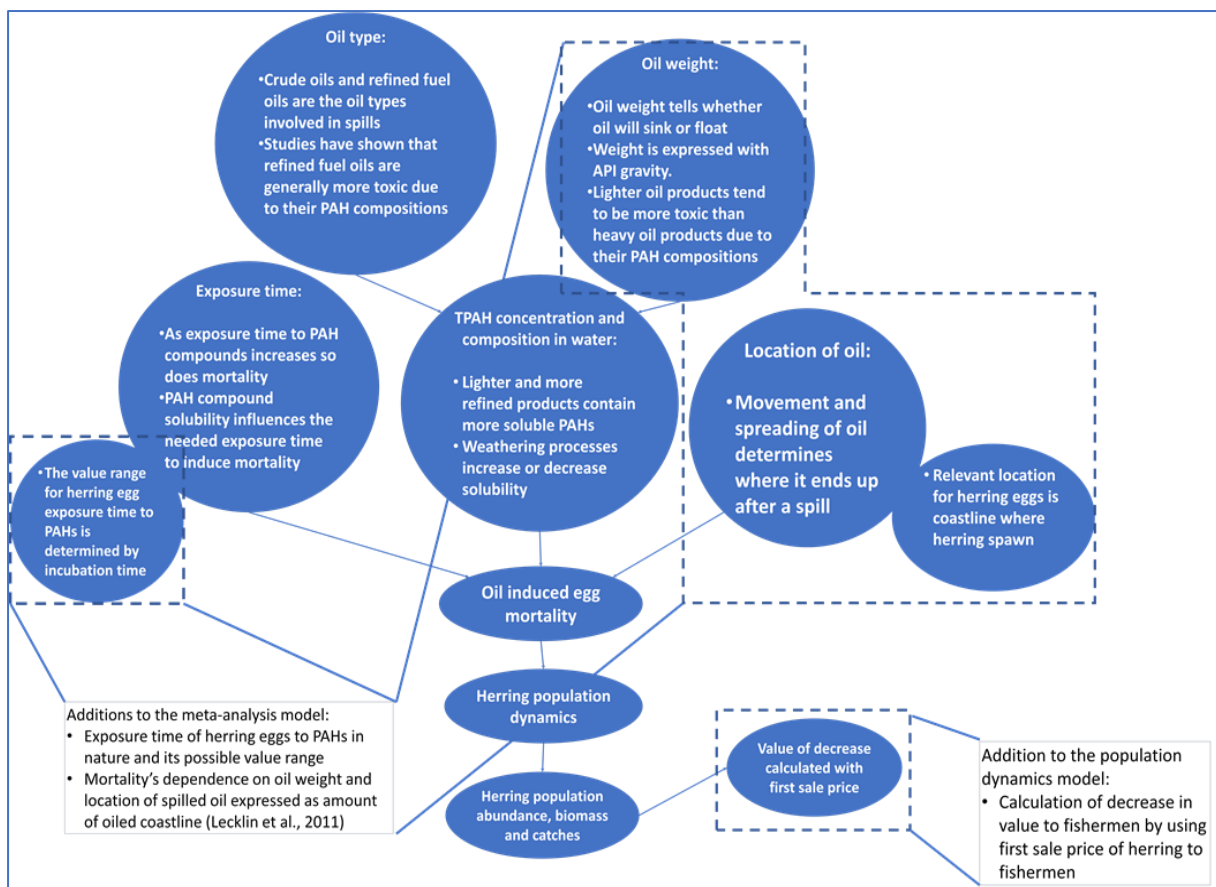 Oil type:
•Crude oils and refined fuel
oils are the oil types
involved in spills
•Studies have shown that
refined fuel oils are
generally more toxic due
to their PAH compositions
Oil weight:
•Oil weight tells whether
oil will sink or float
•Weight is expressed with
API gravity.
•Lighter oil products tend
to be more toxic than
heavy oil products due to
their PAH compositions
Exposure time:
•As exposure time to PAH
compounds increases so
does mortality
•PAH compound
solubility influences the
needed exposure time
to induce mortality
•The value range
for herring egg
exposure time to
PAHs is
determined by
incubation time
TPAH concentration and
composition in water:
• Lighter and more
refined products contain
more soluble PAHs
• Weathering processes
increase or decrease
solubility
Location of oil:
•Movement and
spreading of oil
determines
where it ends up
after a spill
• Relevant location
for herring eggs is
coastline where
herring spawn
Oil induced egg
mortality
Herring population
dynamics
Herring population
abundance, biomass
and catches
Value of decrease
calculated with
first sale price
Additions to the meta-analysis model:
• Exposure time of herring eggs to PAHs in
nature and its possible value range
• Mortality’s dependence on oil weight and
location of spilled oil expressed as amount
of oiled coastline (Lecklin et al., 2011)
Addition to the population
dynamics model:
• Calculation of decrease in
value to fishermen by using
first sale price of herring to
fishermen